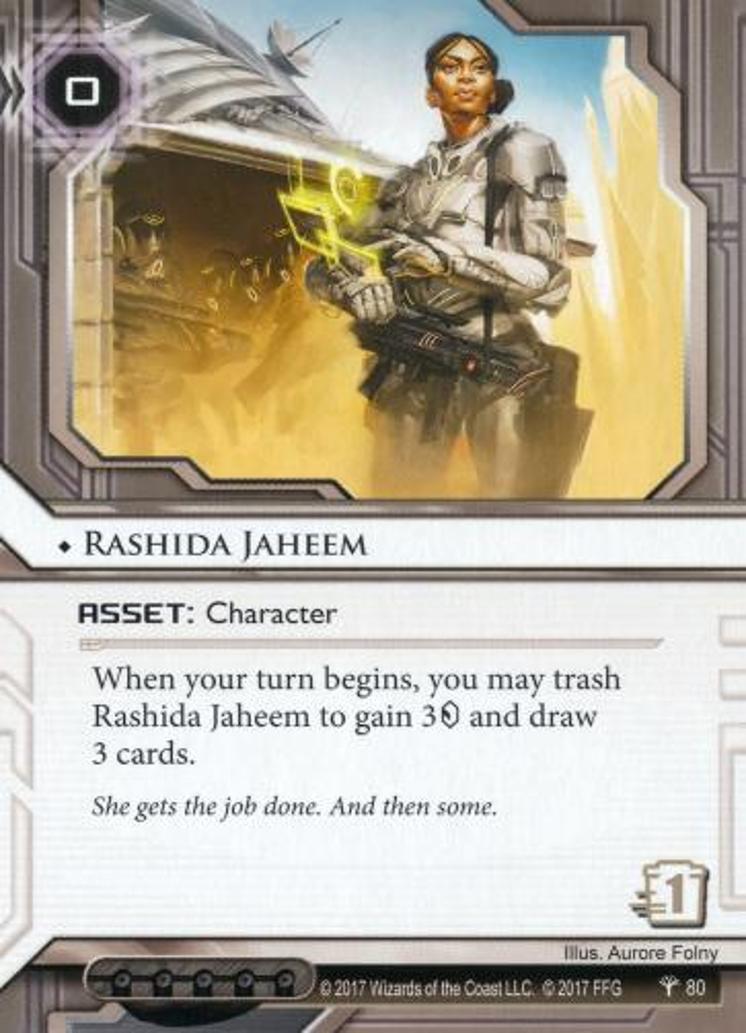 0
◆ RASHIDA JAHEEM
ASSET: Character
When your turn begins, you may trash
Rashida Jaheem to gain 3 and draw
3 cards.
She gets the job done. And then some.
1
Illus. Aurore Folny
© 2017 Wizards of the Coast LLC. © 2017 FFG 80